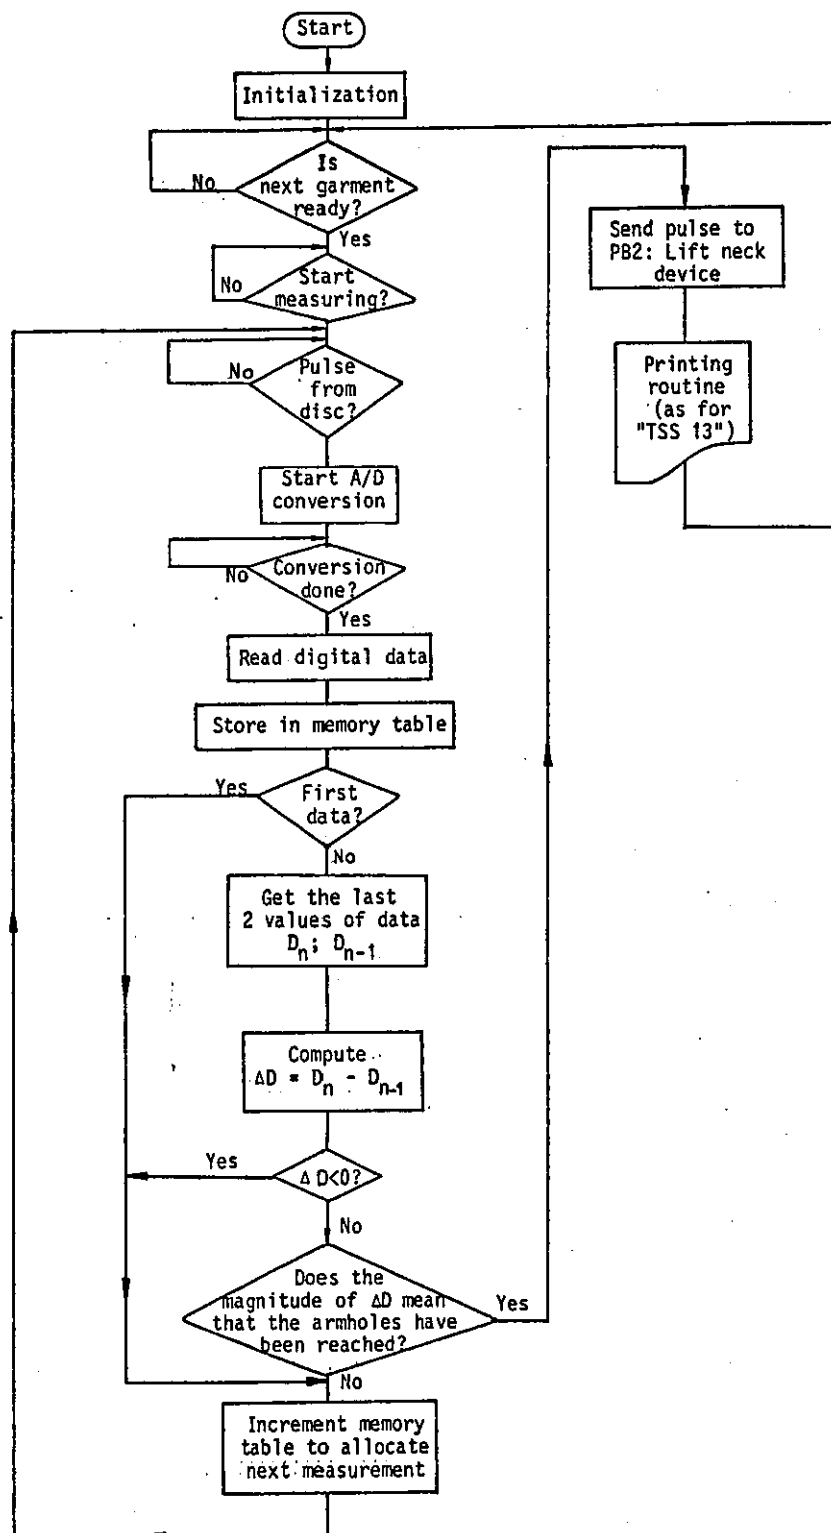 Start
Initialization
Is
next garment
ready?
No
Yes
Start
measuring?
No
Pulse
from
disc?
No
Start A/D
conversion
Conversion
done?
No
Yes
Read digital data
Store in memory table
First
data?
Yes
No
Get the last
2 values of data
Dn; Dn-1
Compute
ΔD = Dn - Dn-1
Δ D<0?
Yes
No
Does the
magnitude of ΔD mean
that the armholes have
been reached?
Yes
No
Increment memory
table to allocate
next measurement
Send pulse to
PB2: Lift neck
device
Printing
routine
(as for
"TSS 13")